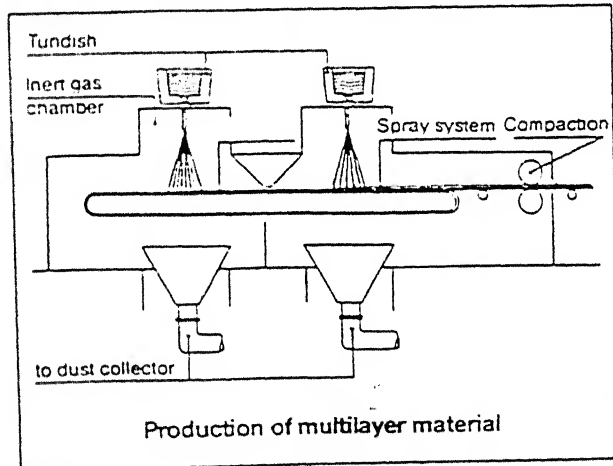 Tundish
Inert gas
chamber
Spray system Compaction
to dust collector
Production of multilayer material